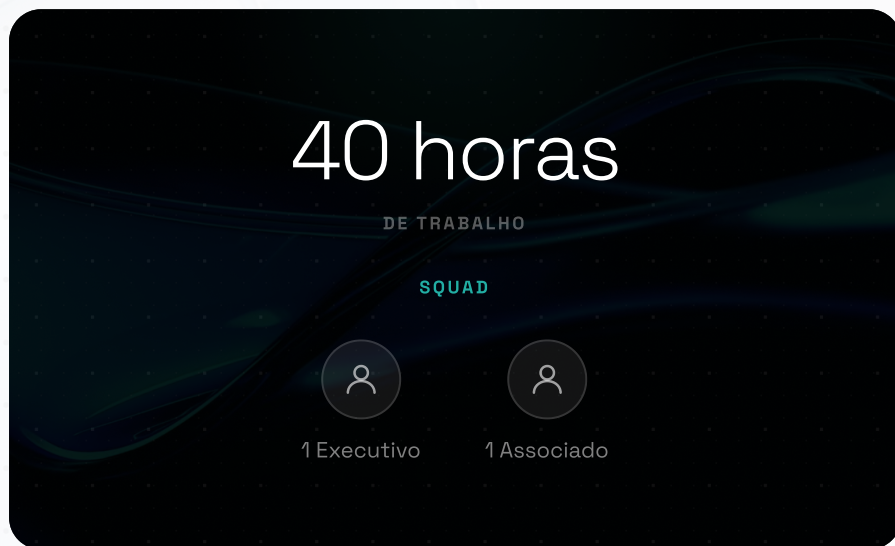 40 horas
DE TRABALHO
SQUAD
1 Executivo
1 Associado